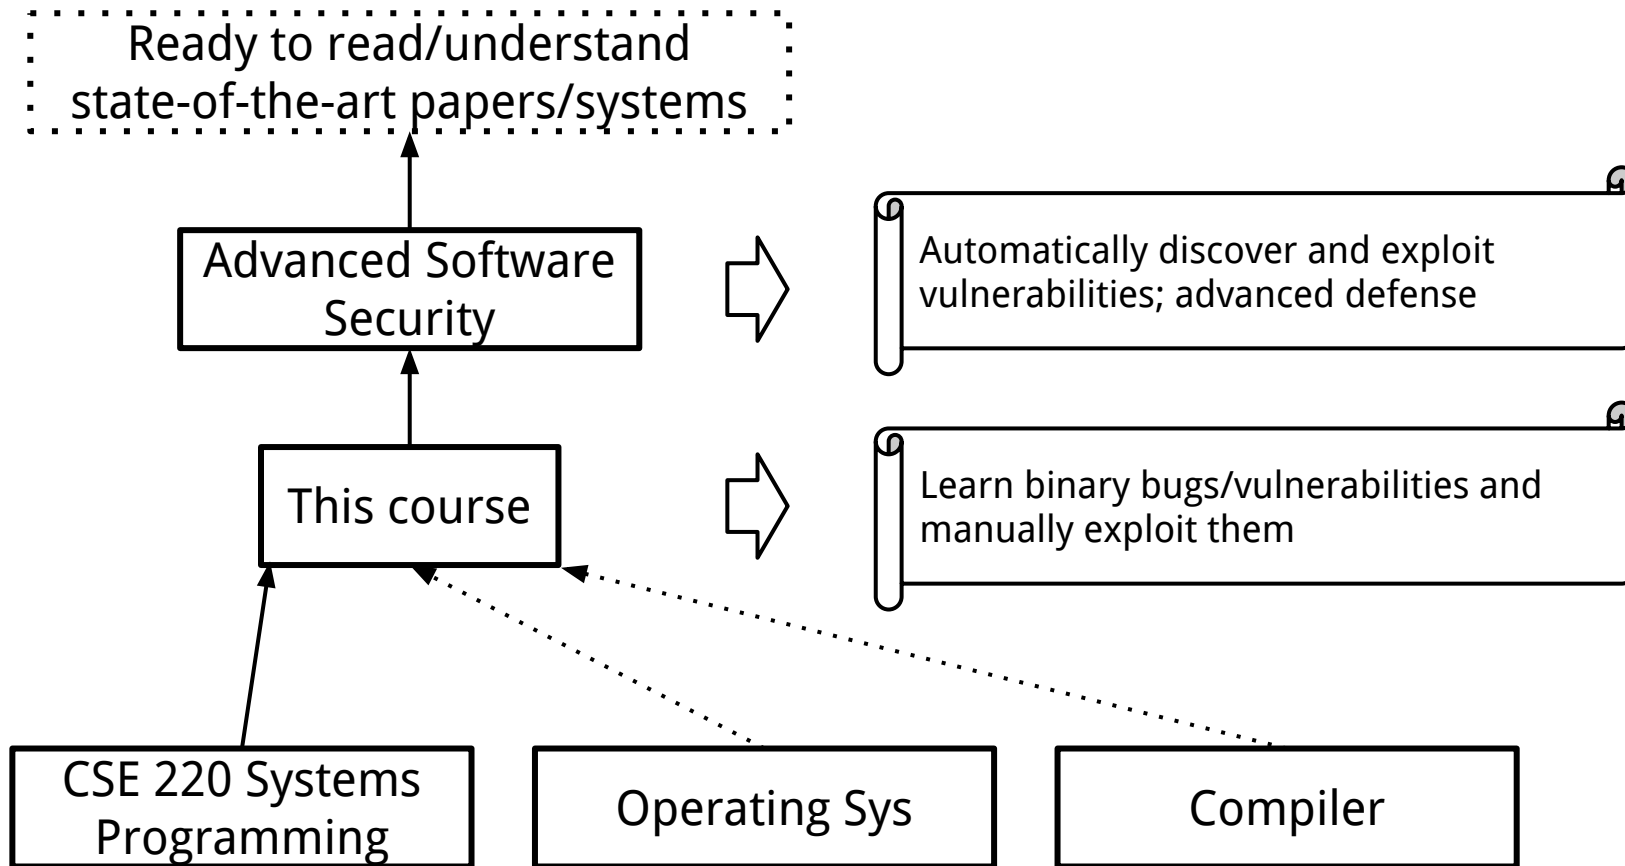 Ready to read/understand
state-of-the-art papers/systems
Advanced Software
Security
Automatically discover and exploit
vulnerabilities; advanced defense
This course
Learn binary bugs/vulnerabilities and
manually exploit them
CSE 220 Systems
Programming
Operating Sys
Compiler